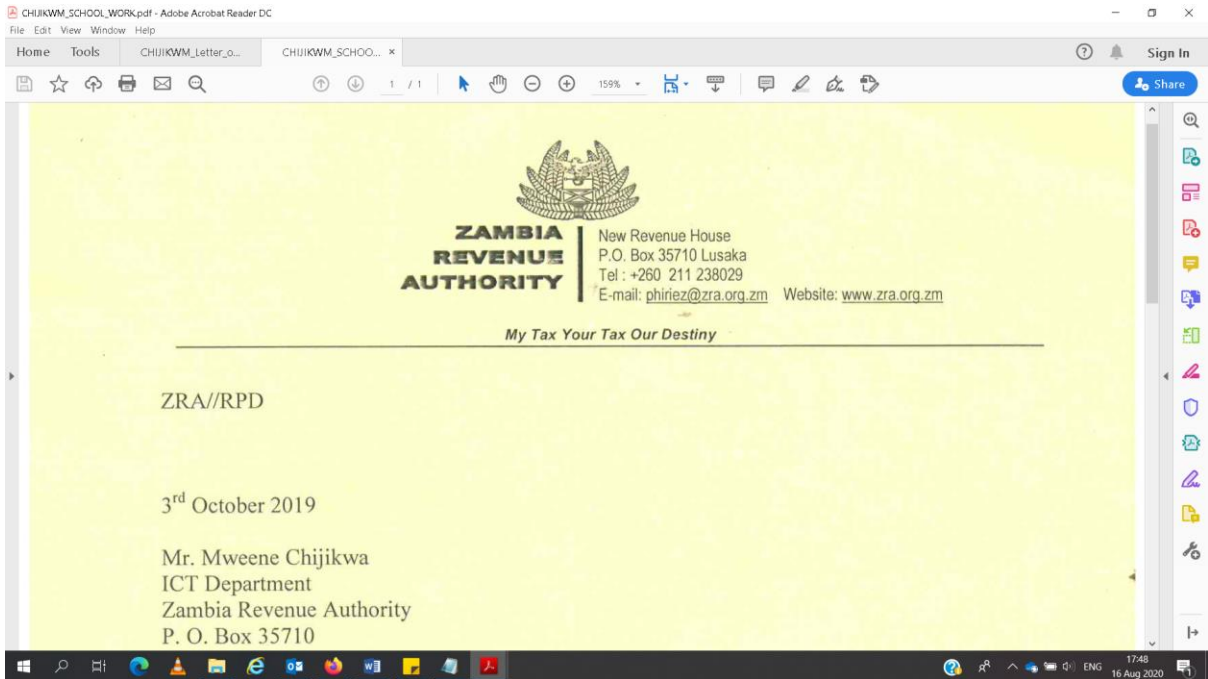 CHIJIKWM_SCHOOL_WORK.pdf - Adobe Acrobat Reader DC
File Edit View Window Help
Home Tools CHIJIKWM_Letter_o... CHIJIKWM_SCHOO... × Sign In
1 / 1 159% Share
ZAMBIA
REVENUE
AUTHORITY
New Revenue House
P.O. Box 35710 Lusaka
Tel : +260 211 238029
E-mail: phiriez@zra.org.zm Website: www.zra.org.zm
My Tax Your Tax Our Destiny
ZRA//RPD
3rd October 2019
Mr. Mweene Chijikwa
ICT Department
Zambia Revenue Authority
P. O. Box 35710
ENG 17:48
16 Aug 2020